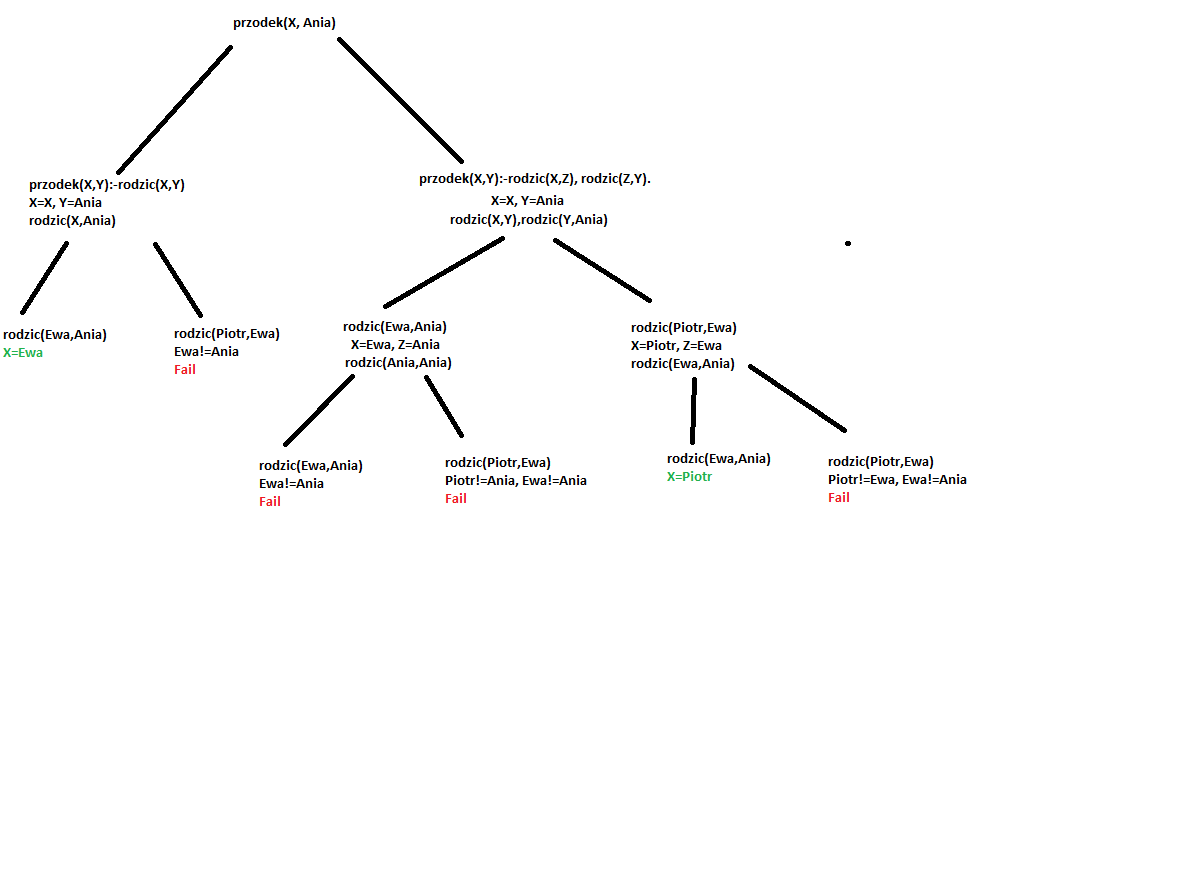 przodek(X, Ania)
przodek(X,Y):-rodzic(X,Y)
X=X, Y=Ania
rodzic(X,Ania)
przodek(X,Y):-rodzic(X,Z), rodzic(Z,Y).
X=X, Y=Ania
rodzic(X,Y),rodzic(Y,Ania)
rodzic(Ewa,Ania)
X=Ewa
rodzic(Piotr,Ewa)
Ewa!=Ania
Fail
rodzic(Ewa,Ania)
X=Ewa, Z=Ania
rodzic(Ania,Ania)
rodzic(Piotr,Ewa)
X=Piotr, Z=Ewa
rodzic(Ewa,Ania)
rodzic(Ewa,Ania)
Ewa!=Ania
Fail
rodzic(Piotr,Ewa)
Piotr!=Ania, Ewa!=Ania
Fail
rodzic(Ewa,Ania)
X=Piotr
rodzic(Piotr,Ewa)
Piotr!=Ewa, Ewa!=Ania
Fail